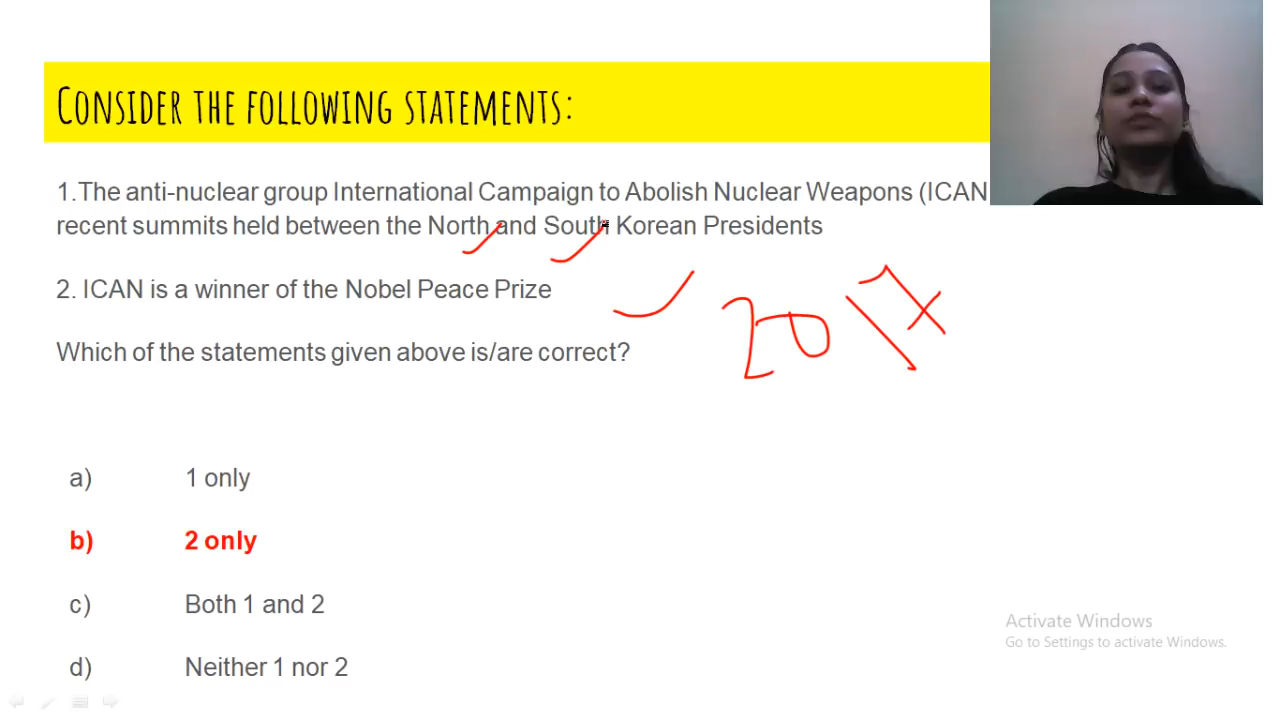 CONSIDER THE FOLLOWING STATEMENTS:
1.The anti-nuclear group International Campaign to Abolish Nuclear Weapons (ICAN
recent summits held between the North and South Korean Presidents
2. ICAN is a winner of the Nobel Peace Prize
2017
Which of the statements given above is/are correct?
a) 1 only
b) 2 only
c) Both 1 and 2
d) Neither 1 nor 2
Activate Windows
Go to Settings to activate Windows.